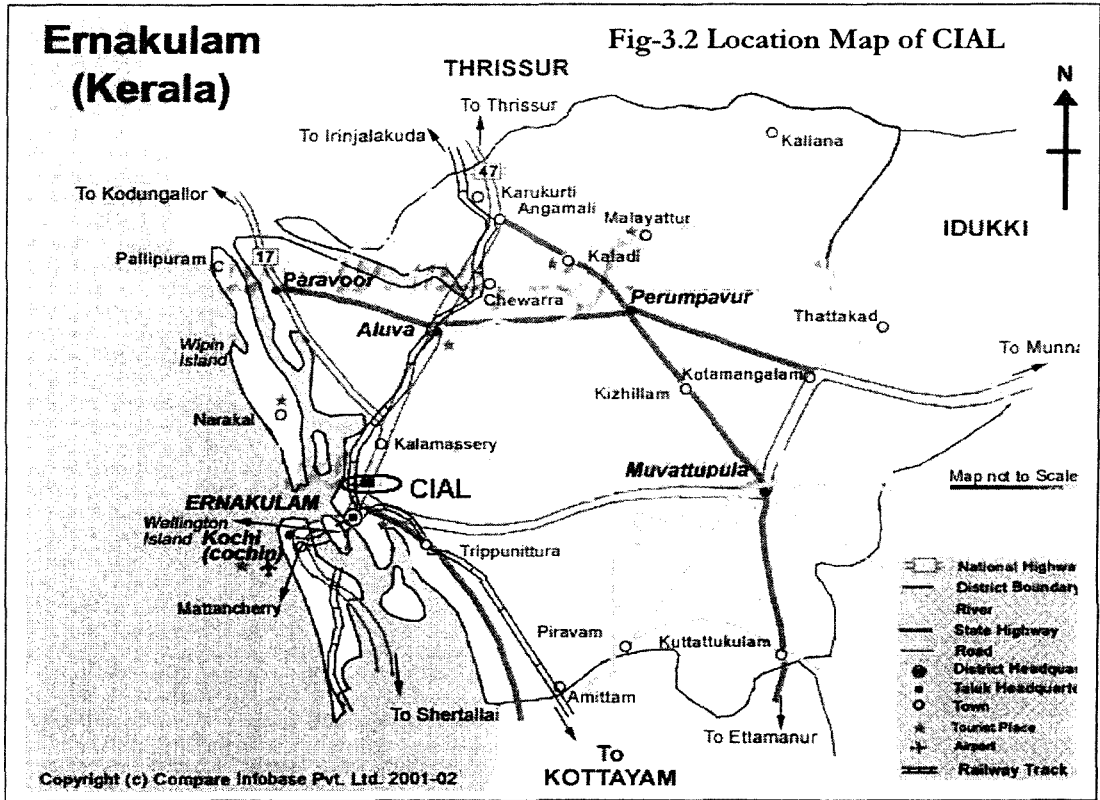 Ernakulam
(Kerala)
Fig-3.2 Location Map of CIAL
THRISSUR
N
To Thrissur
To Irinjalakuda
Kaliana
47
To Kodungallor
Karukurti
Angamali
Malayattur
IDUKKI
17
Pallipuram
Kaladi
Paravoor
Chewarra
Perumpavur
Aluva
Thattakad
Wipin
Island
To Munna
Kotamangalam
Kizhillam
Narakal
Kalamassery
Muvattupula
Map not to Scale
CIAL
ERNAKULAM
Wellington
Island
Kochi
(cochin)
Trippunittura
National Highwa
District Boundary
Mattancherry
River
Piravam
Kuttattukulam
State Highway
Road
District Headqua
Taluk Headquarte
Town
Amittam
To Shertallai
Tourist Place
To Ettamanur
Airport
To
KOTTAYAM
Railway Track
Copyright (c) Compare Infobase Pvt. Ltd. 2001-02